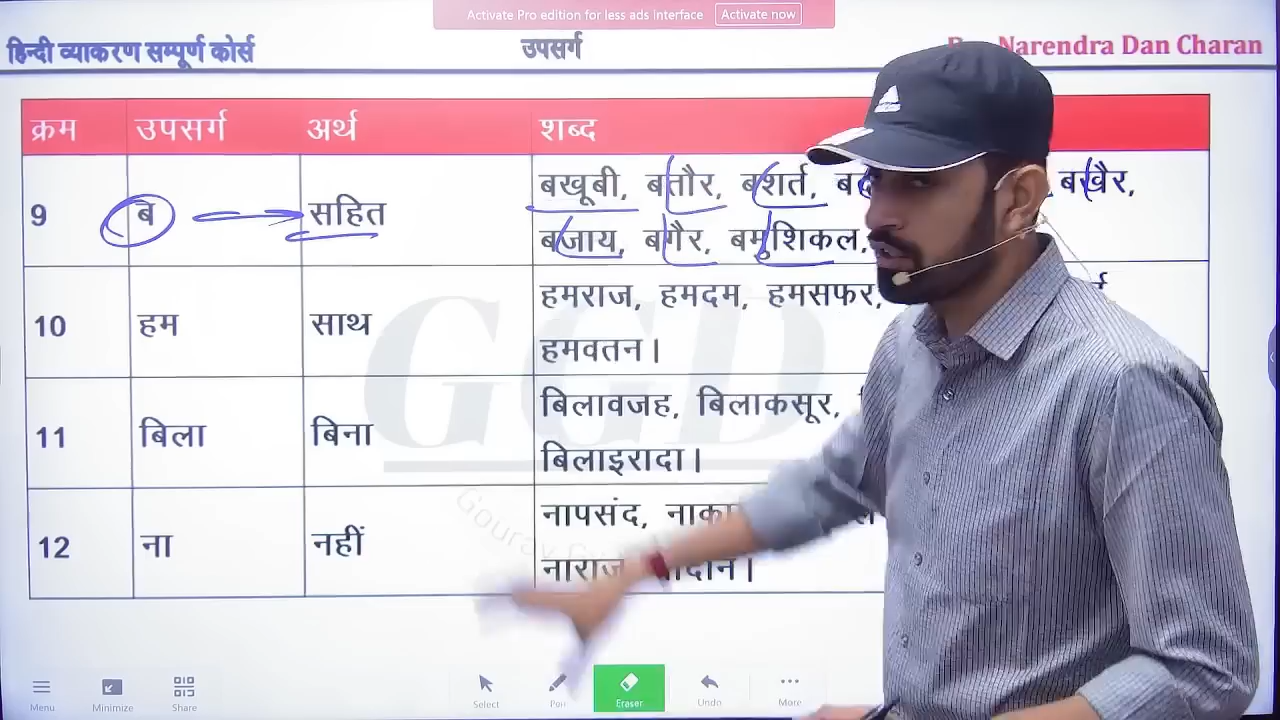 Activate Pro edition for less ads interface Activate now
हिन्दी व्याकरण सम्पूर्ण कोर्स उपसर्ग Narendra Dan Charan
क्रम उपसर्ग अर्थ शब्द
9 ब सहित बखूबी, बतौर, बशर्त, बखैर,
बजाय, बगैर, बमुशिकल,
10 हम साथ हमराज, हमदम, हमसफर,
हमवतन।
11 बिला बिना बिलावजह, बिलाकसूर,
बिलाइरादा।
12 ना नहीं नापसंद,
GGD
Menu Minimize Share Select Pen Eraser Undo More